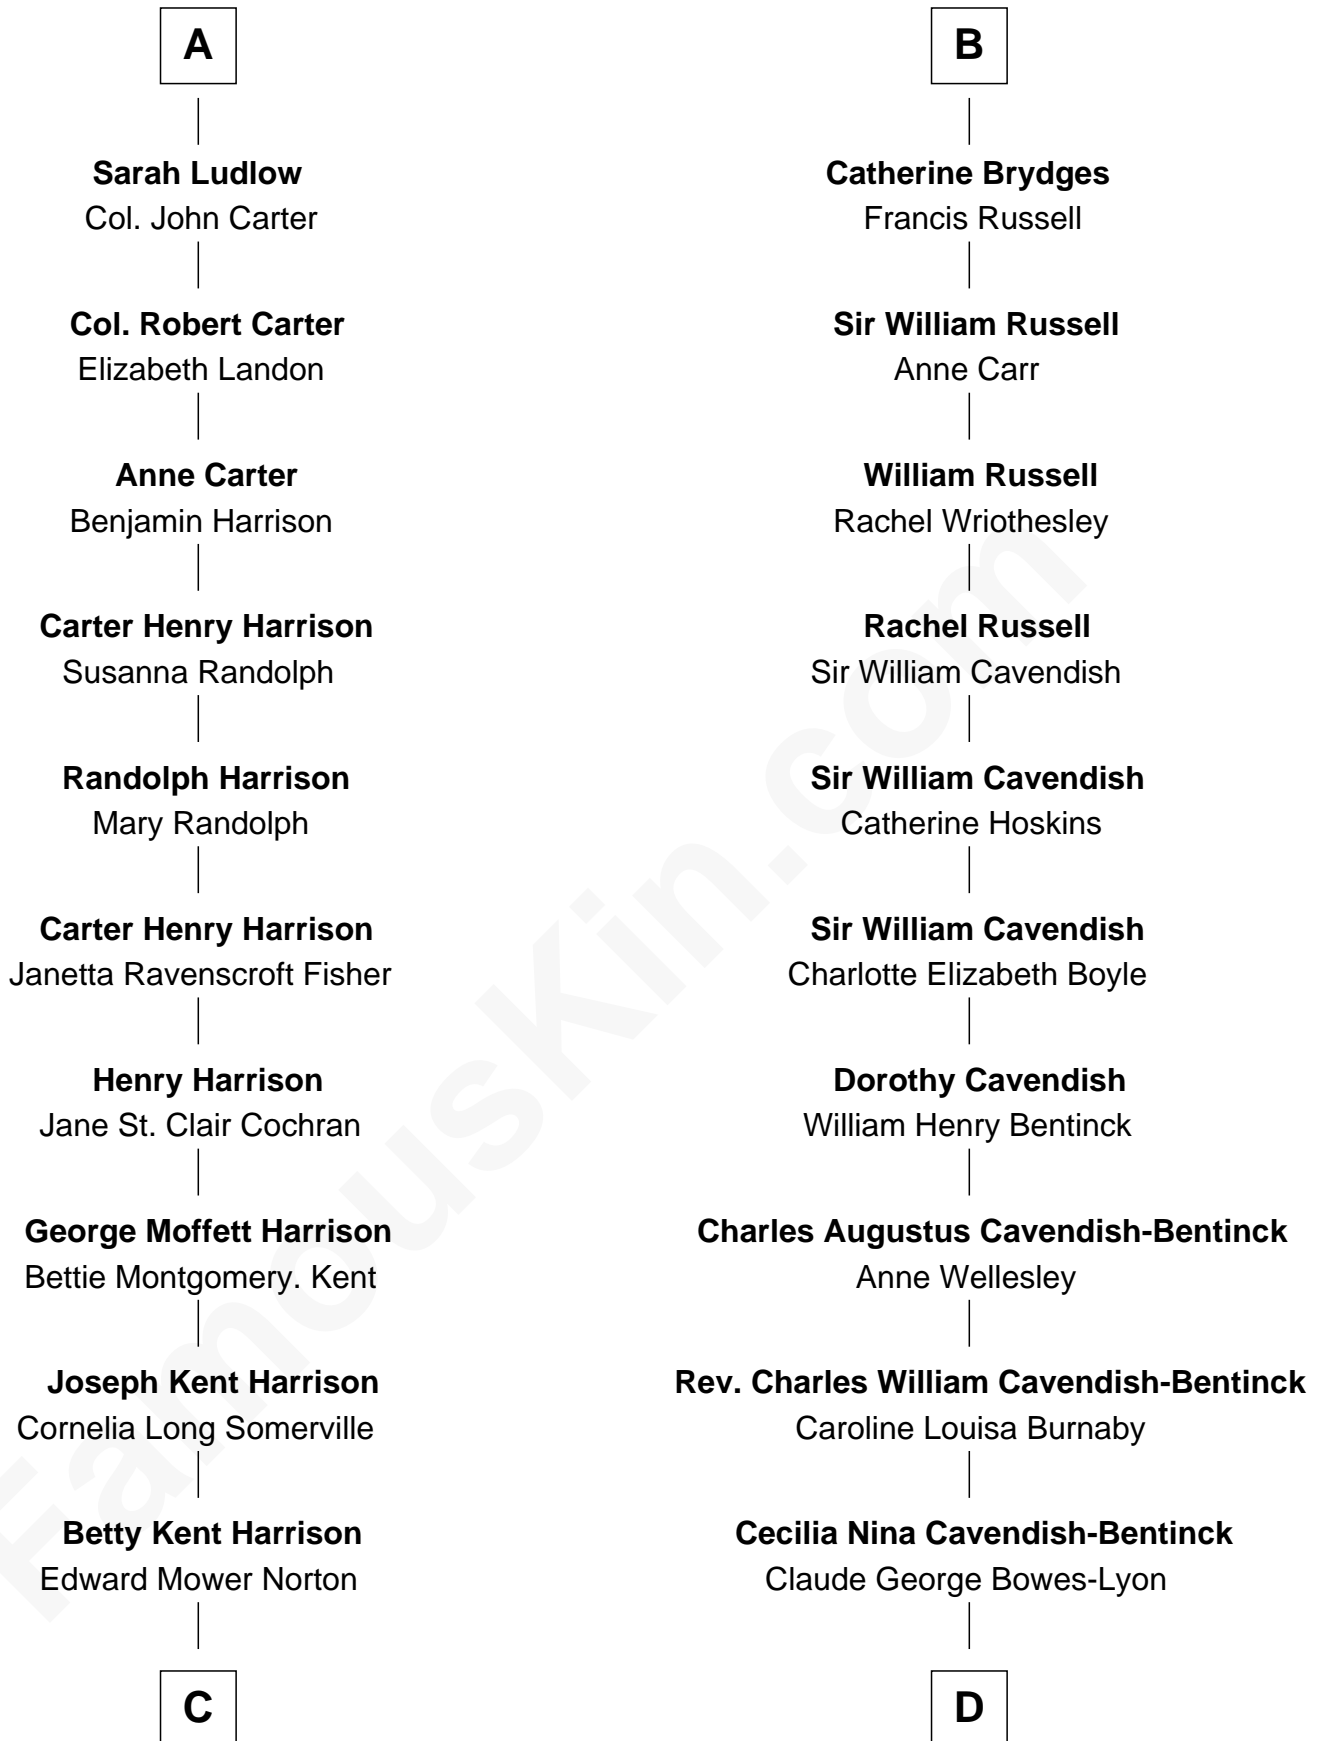 A
Sarah Ludlow
Col. John Carter
Col. Robert Carter
Elizabeth Landon
Anne Carter
Benjamin Harrison
Carter Henry Harrison
Susanna Randolph
Randolph Harrison
Mary Randolph
Carter Henry Harrison
Janetta Ravenscroft Fisher
Henry Harrison
Jane St. Clair Cochran
George Moffett Harrison
Bettie Montgomery. Kent
Joseph Kent Harrison
Cornelia Long Somerville
Betty Kent Harrison
Edward Mower Norton
C
B
Catherine Brydges
Francis Russell
Sir William Russell
Anne Carr
William Russell
Rachel Wriothesley
Rachel Russell
Sir William Cavendish
Sir William Cavendish
Catherine Hoskins
Sir William Cavendish
Charlotte Elizabeth Boyle
Dorothy Cavendish
William Henry Bentinck
Charles Augustus Cavendish-Bentinck
Anne Wellesley
Rev. Charles William Cavendish-Bentinck
Caroline Louisa Burnaby
Cecilia Nina Cavendish-Bentinck
Claude George Bowes-Lyon
D
FamousKin.com